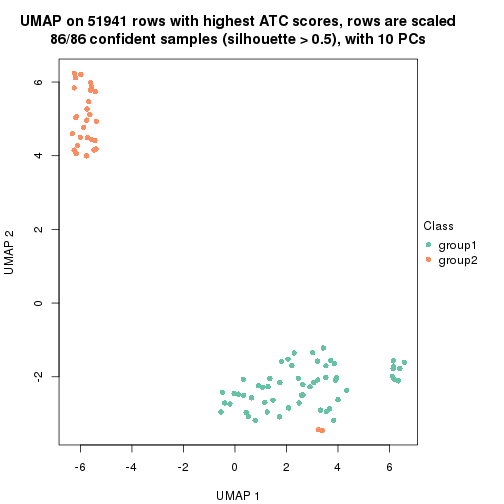 UMAP on 51941 rows with highest ATC scores, rows are scaled
86/86 confident samples (silhouette > 0.5), with 10 PCs
6
4
2
0
-2
UMAP 2
-6
-4
-2
0
2
4
6
UMAP 1
Class
group1
group2